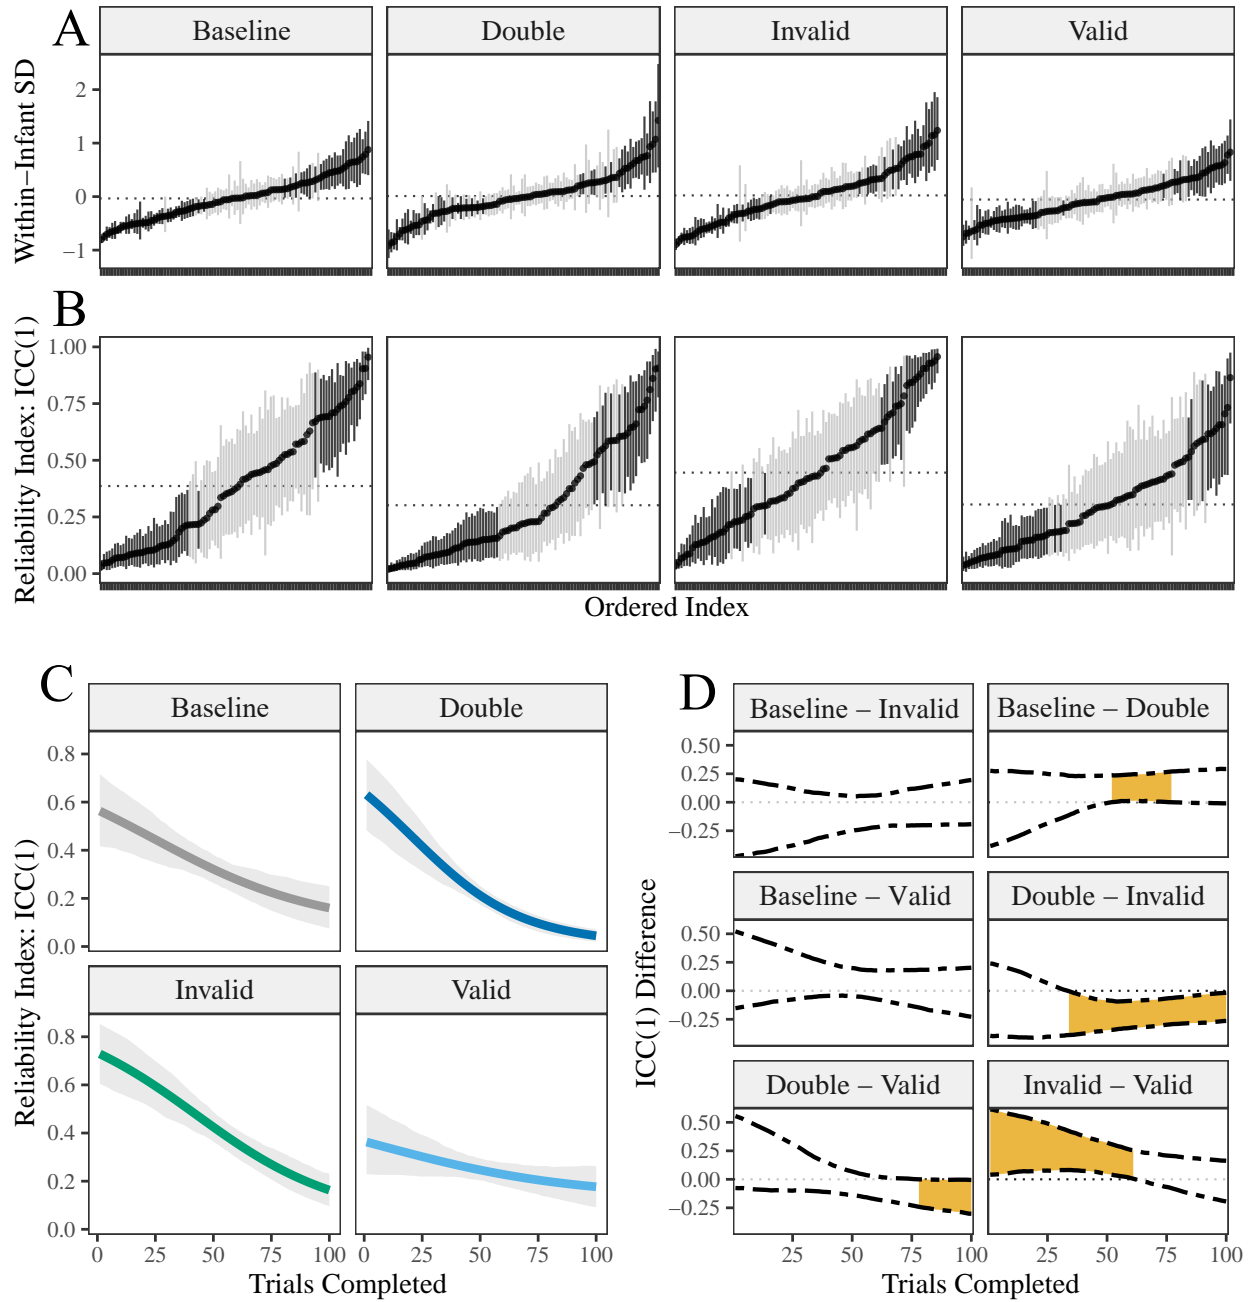 A
Baseline Double Invalid Valid
Within−Infant SD
2
1
0
−1
B
Reliability Index: ICC(1)
1.00
0.75
0.50
0.25
0.00
Ordered Index
C
Baseline Double
Reliability Index: ICC(1)
0.8
0.6
0.4
0.2
0.0
Invalid Valid
0.8
0.6
0.4
0.2
0.0
0 25 50 75 100 0 25 50 75 100
Trials Completed
D
Baseline − Invalid Baseline − Double
ICC(1) Difference
0.50
0.25
0.00
−0.25
Baseline − Valid Double − Invalid
0.50
0.25
0.00
−0.25
Double − Valid Invalid − Valid
0.50
0.25
0.00
−0.25
25 50 75 100 25 50 75 100
Trials Completed